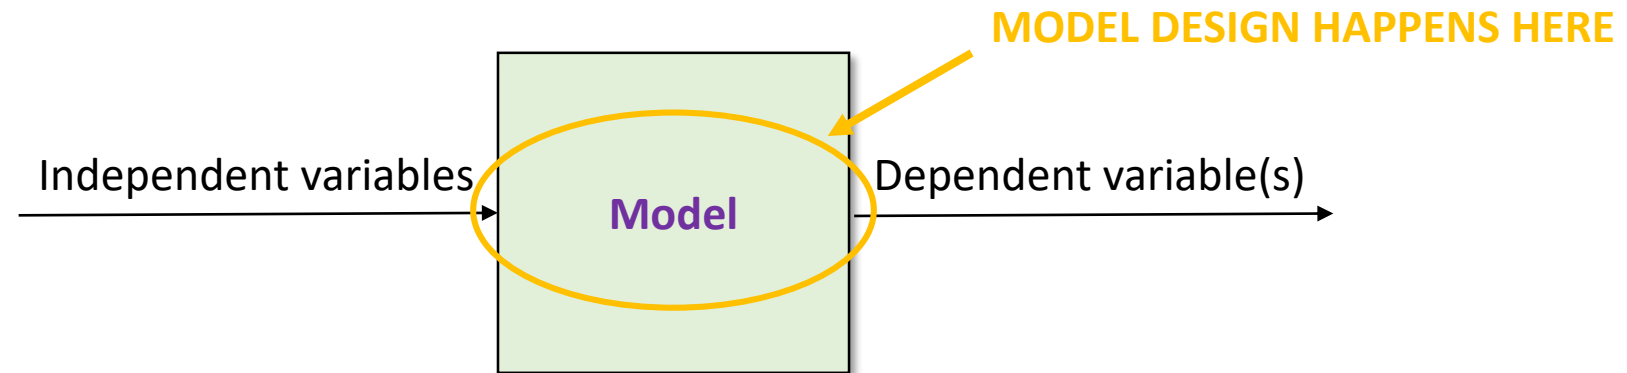 MODEL DESIGN HAPPENS HERE
Independent variables
Model
Dependent variable(s)